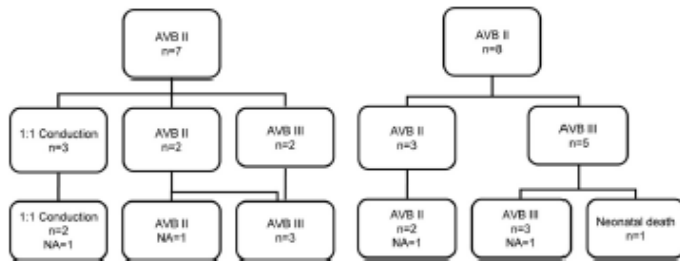 AVB II
n=7
AVB II
n=8
1:1 Conduction
n=3
AVB II
n=2
AVB III
n=2
AVB II
n=3
AVB III
n=5
1:1 Conduction
n=2
NA=1
AVB II
NA=1
AVB III
n=3
AVB II
n=2
NA=1
AVB III
n=3
NA=1
Neonatal death
n=1